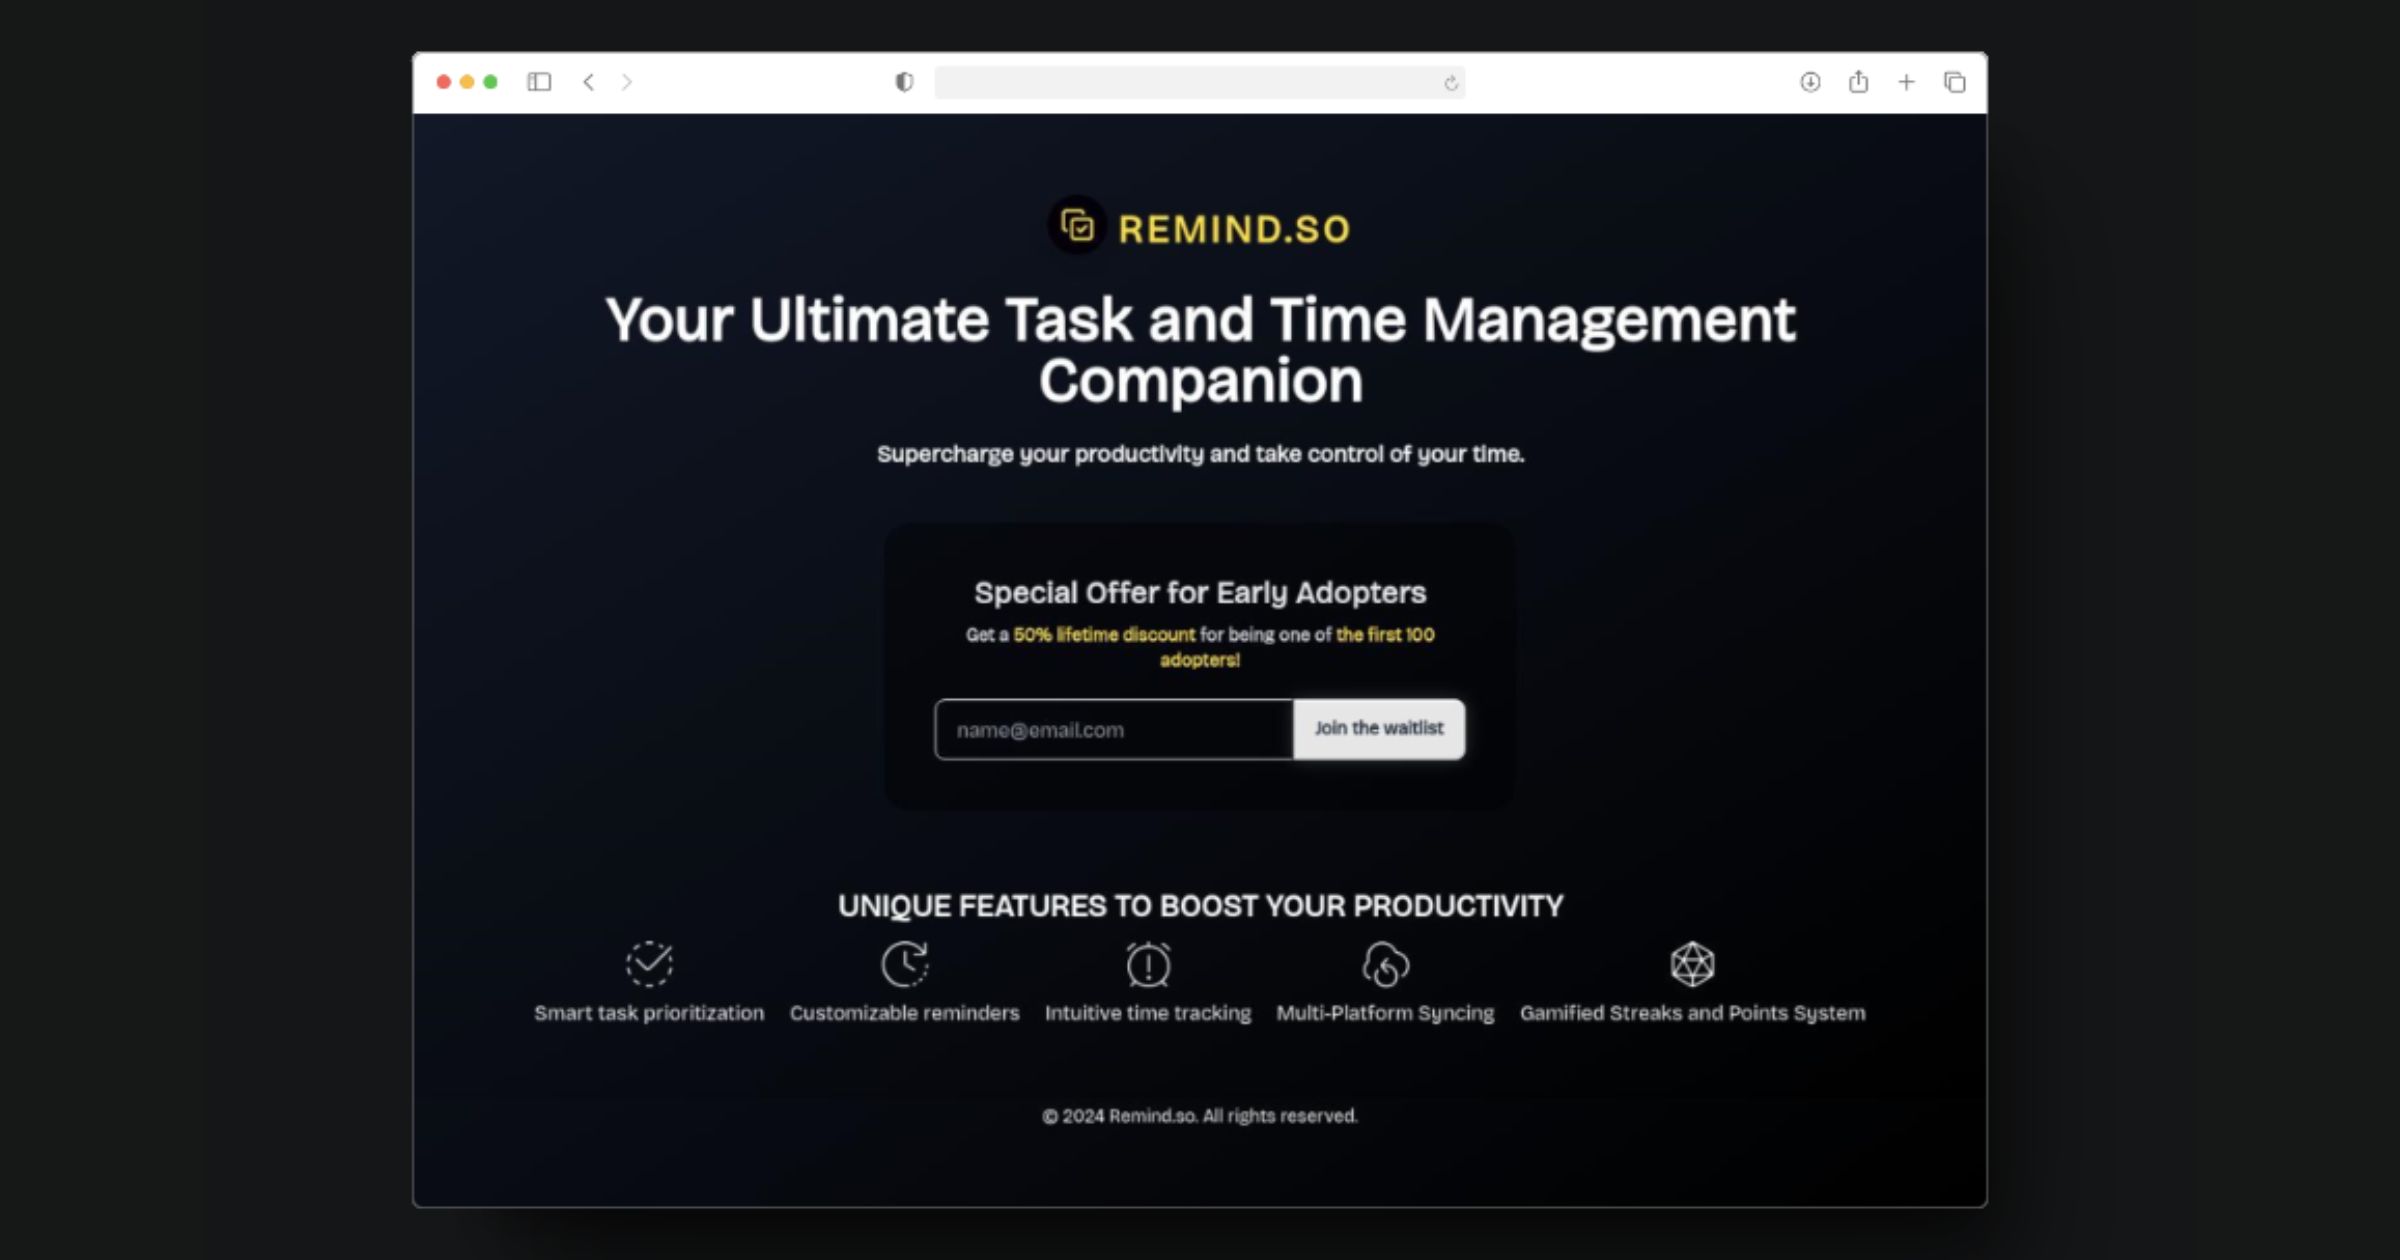 REMIND.SO
Your Ultimate Task and Time Management
Companion
Supercharge your productivity and take control of your time.
Special Offer for Early Adopters
Get a 50% lifetime discount for being one of the first 100
adopters!
name@email.com
Join the waitlist
UNIQUE FEATURES TO BOOST YOUR PRODUCTIVITY
Smart task prioritization
Customizable reminders
Intuitive time tracking
Multi-Platform Syncing
Gamified Streaks and Points System
© 2024 Remind.so. All rights reserved.